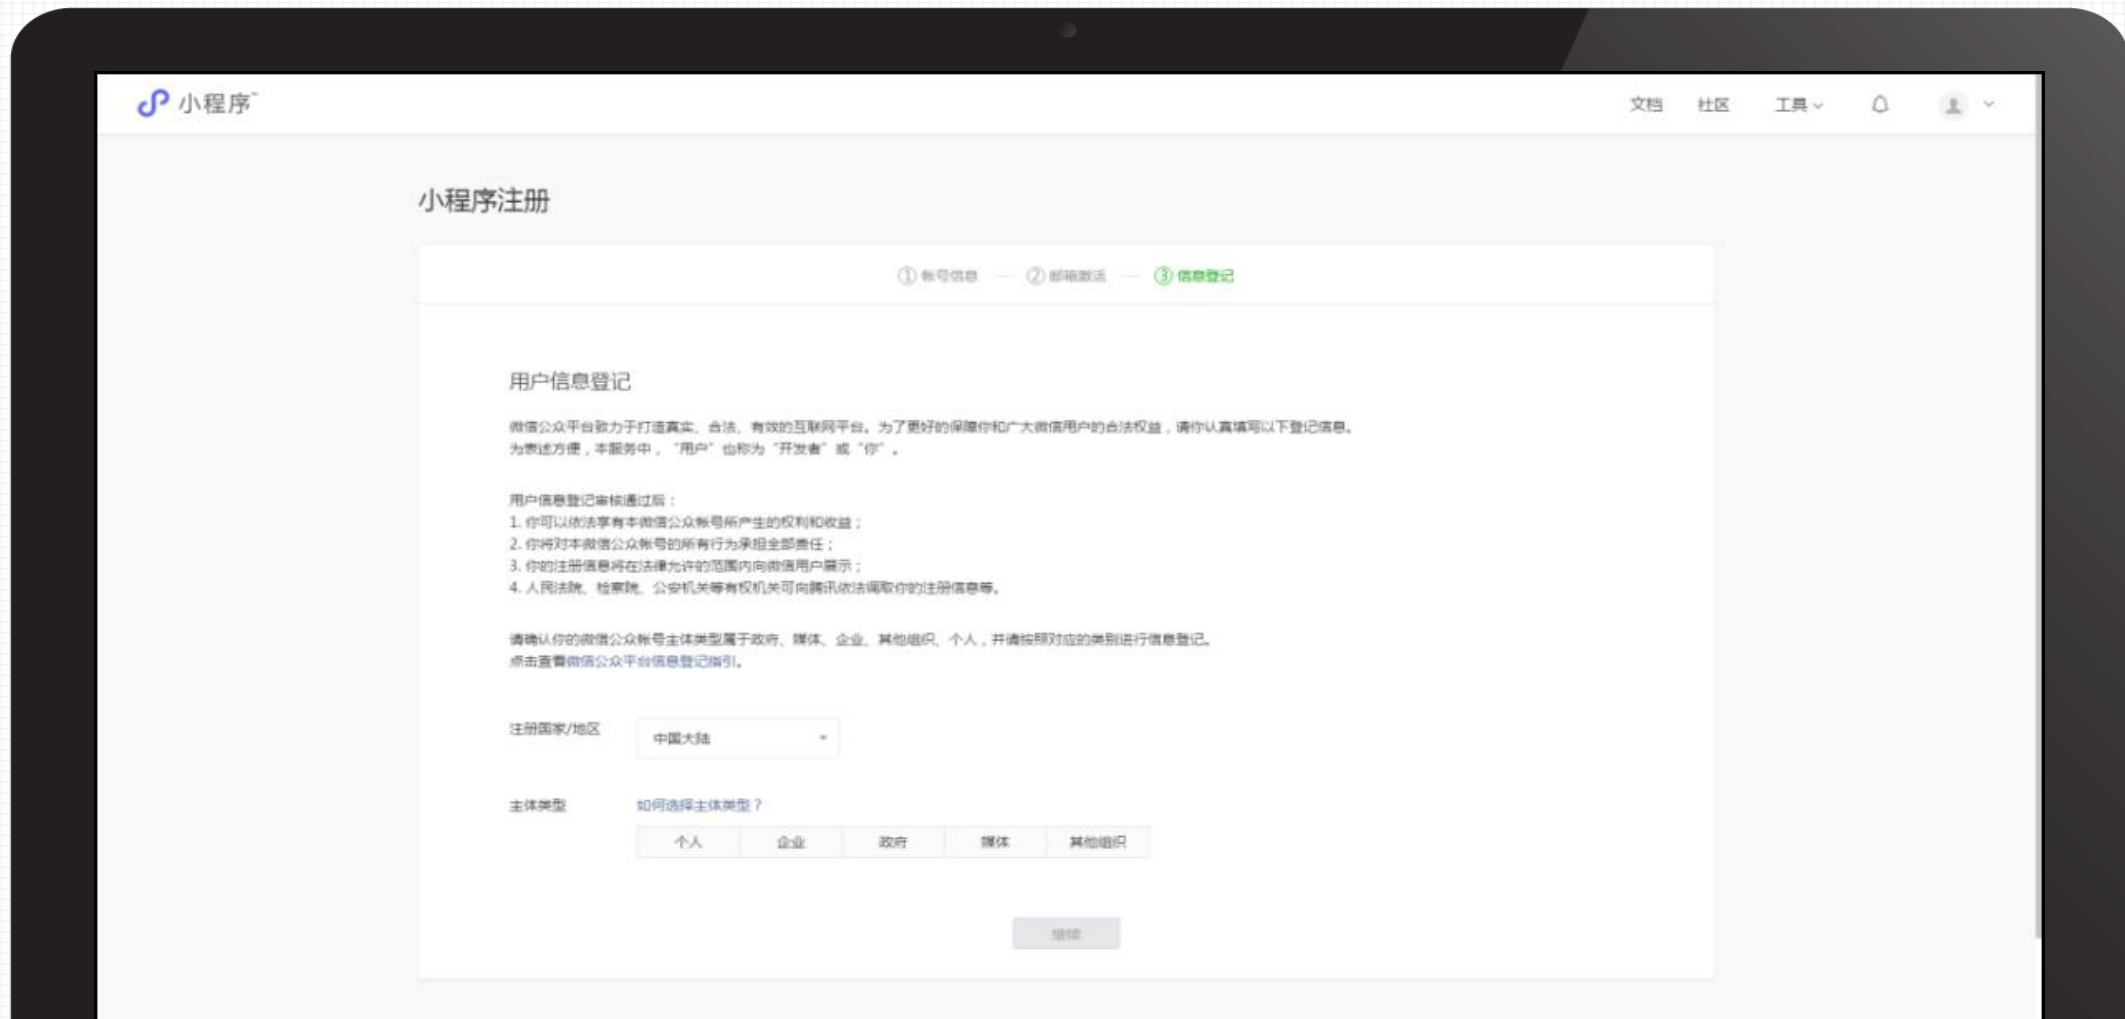 小程序
文档 社区 工具
小程序注册
① 帐号信息 — ② 邮箱激活 — ③ 信息登记
用户信息登记
微信公众平台致力于打造真实、合法、有效的互联网平台。为了更好的保障你和广大微信用户的合法权益，请你认真填写以下登记信息。
为表述方便，本服务中，“用户”也称为“开发者”或“你”。
用户信息登记审核通过后：
1. 你可以依法享有本微信公众帐号所产生的权利和收益；
2. 你将对本微信公众帐号的所有行为承担全部责任；
3. 你的注册信息将在法律允许的范围内向微信用户展示；
4. 人民法院、检察院、公安机关等有权机关可向腾讯依法调取你的注册信息等。
请确认你的微信公众帐号主体类型属于政府、媒体、企业、其他组织、个人，并请按照对应的类别进行信息登记。
点击查看微信公众平台信息登记指引。
注册国家/地区 中国大陆
主体类型 如何选择主体类型？
个人 企业 政府 媒体 其他组织
继续